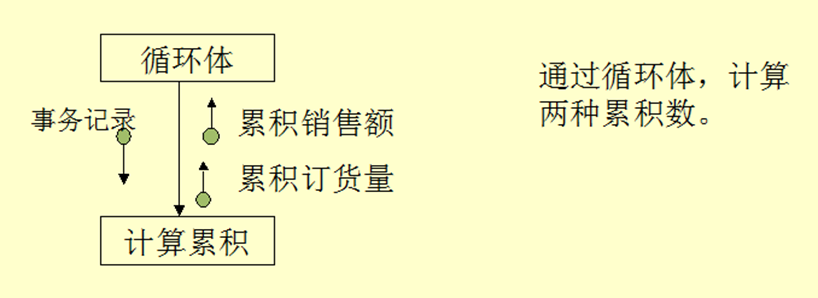 循环体
事务记录
累积销售额
累积订货量
计算累积
通过循环体，计算
两种累积数。